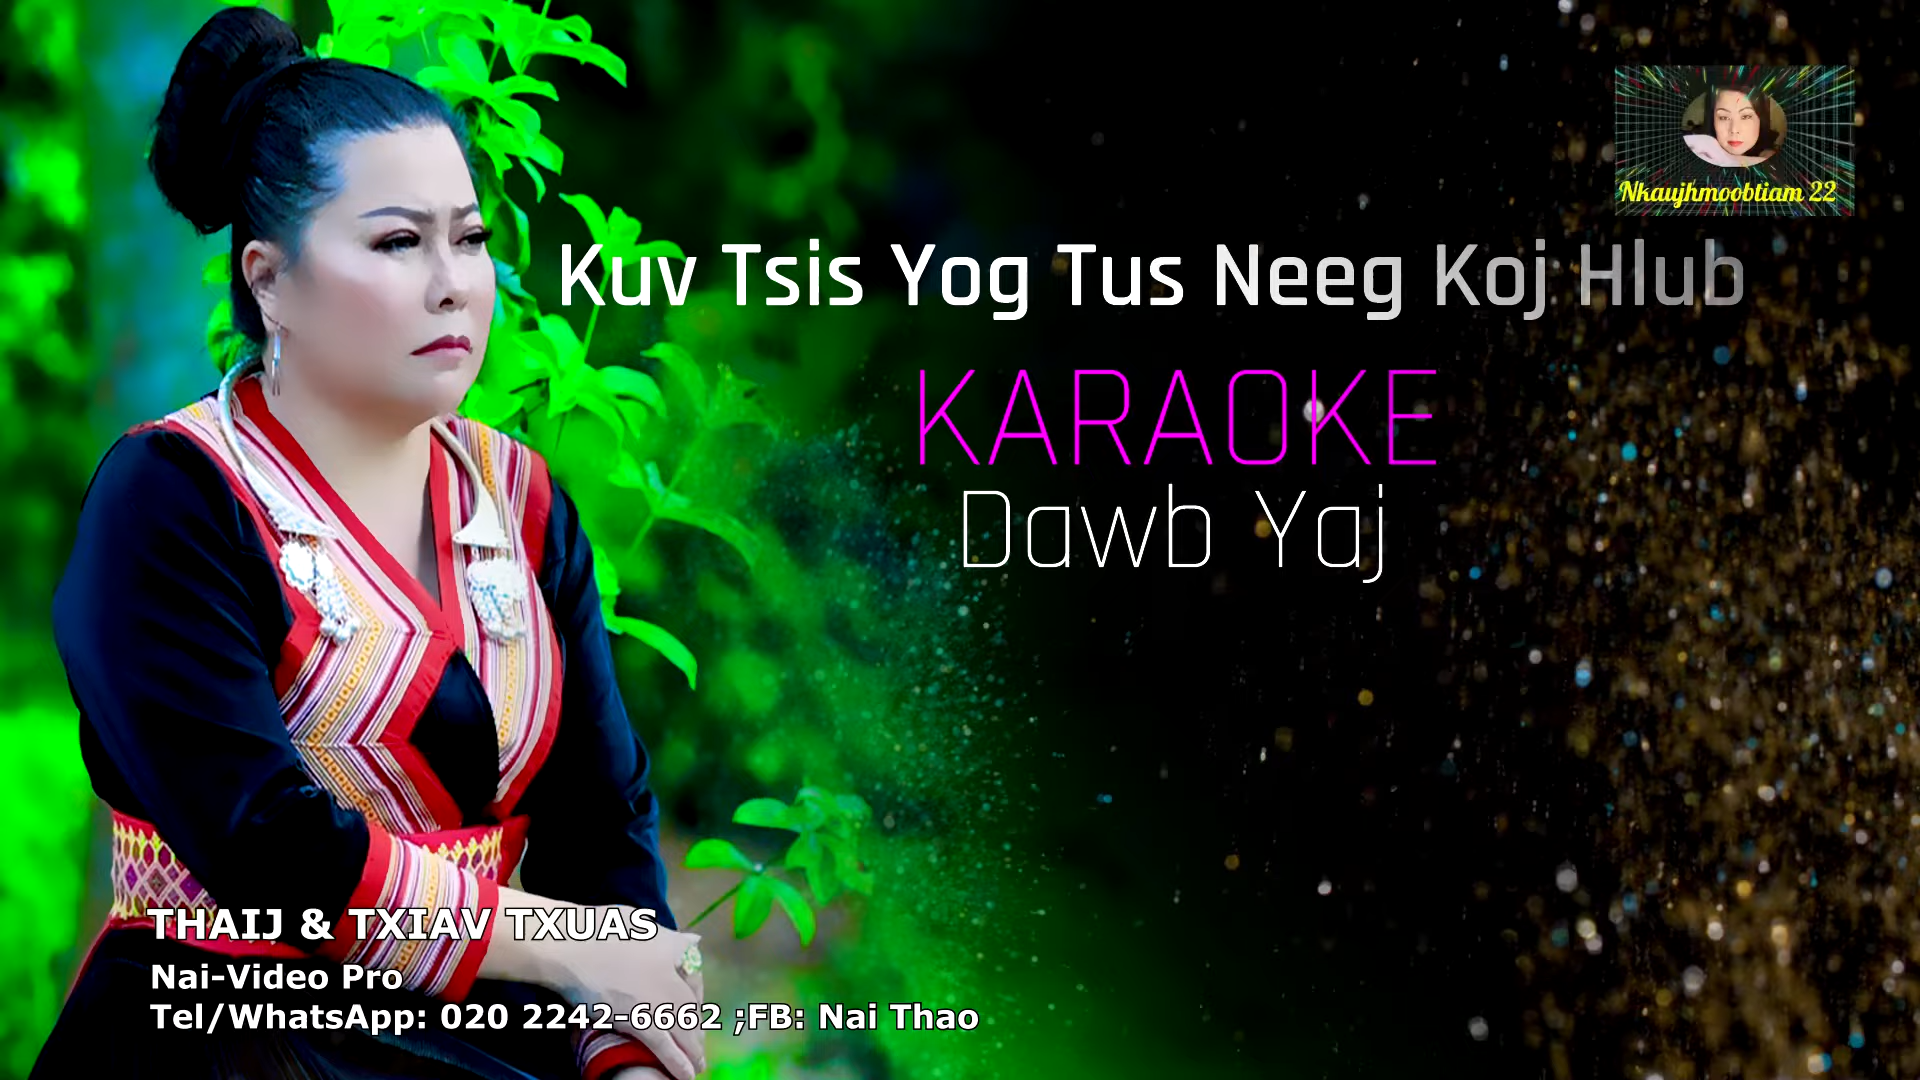 Nkaujhmoobtiam 22
Kuv Tsis Yog Tus Neeg Koj Hlub
KARAOKE
Dawb Yaj
THAIJ & TXIAV TXUAS
Nai-Video Pro
Tel/WhatsApp: 020 2242-6662 ;FB: Nai Thao